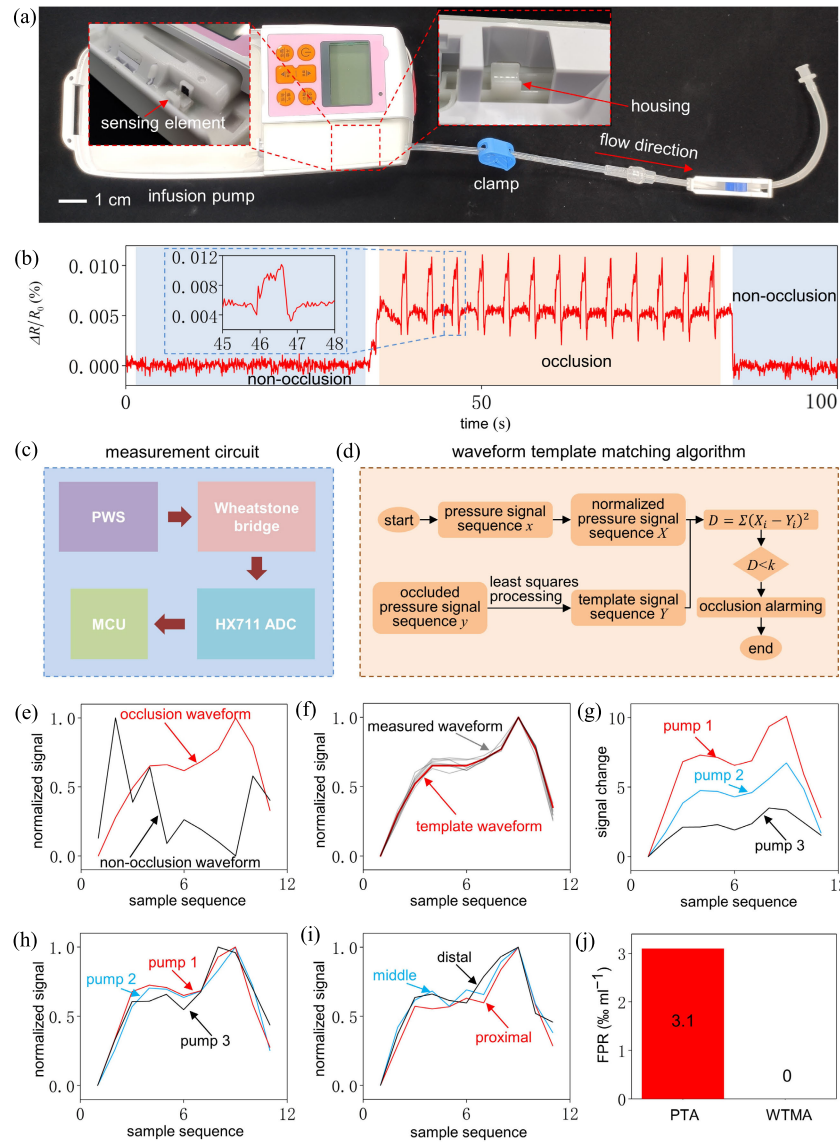 (a)
sensing element
housing
flow direction
clamp
1 cm
infusion pump
(b)
ΔR/R₀ (%)
0.010
0.005
0.000
0.012
0.008
0.004
45
46
47
48
non-occlusion
occlusion
non-occlusion
0
50
100
time (s)
(c)
measurement circuit
PWS
Wheatstone
bridge
MCU
HX711 ADC
(d)
waveform template matching algorithm
start
pressure signal
sequence x
normalized
pressure signal
sequence X
D = Σ(Xᵢ − Yᵢ)²
D<k
occluded
pressure signal
sequence y
least squares
processing
template signal
sequence Y
occlusion alarming
end
(e)
normalized signal
1.0
0.5
0.0
occlusion waveform
non-occlusion waveform
0
6
12
sample sequence
(f)
normalized signal
1.0
0.5
0.0
measured waveform
template waveform
0
6
12
sample sequence
(g)
signal change
10
5
0
pump 1
pump 2
pump 3
0
6
12
sample sequence
(h)
normalized signal
1.0
0.5
0.0
pump 1
pump 2
pump 3
0
6
12
sample sequence
(i)
normalized signal
1.0
0.5
0.0
middle
distal
proximal
0
6
12
sample sequence
(j)
FPR (‰ ml⁻¹)
3
2
1
0
3.1
0
PTA
WTMA